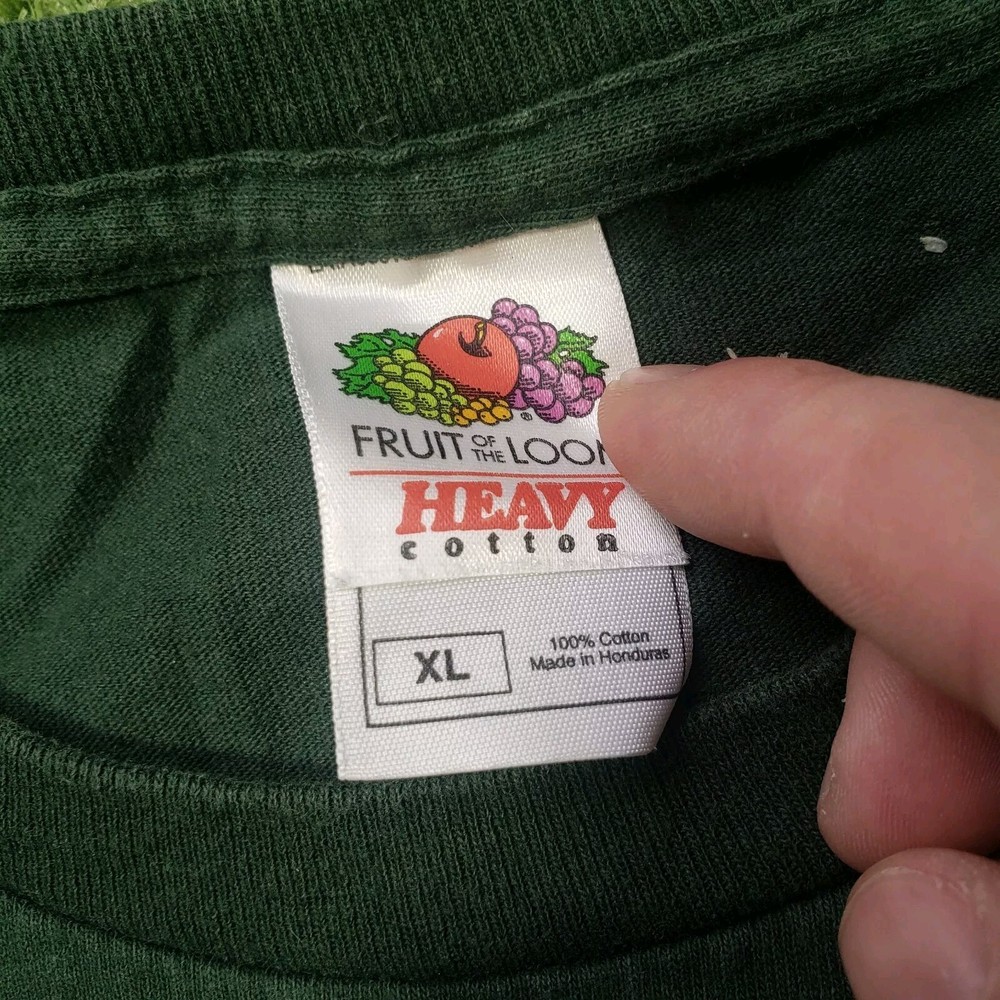 FRUIT OF THE LOOM
HEAVY
cotton
XL
100% Cotton
Made in Honduras